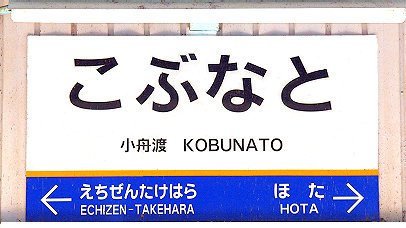 こぶなと
小舟渡 KOBUNATO
← えちぜんたけはら ほた →
ECHIZEN-TAKEHARA HOTA